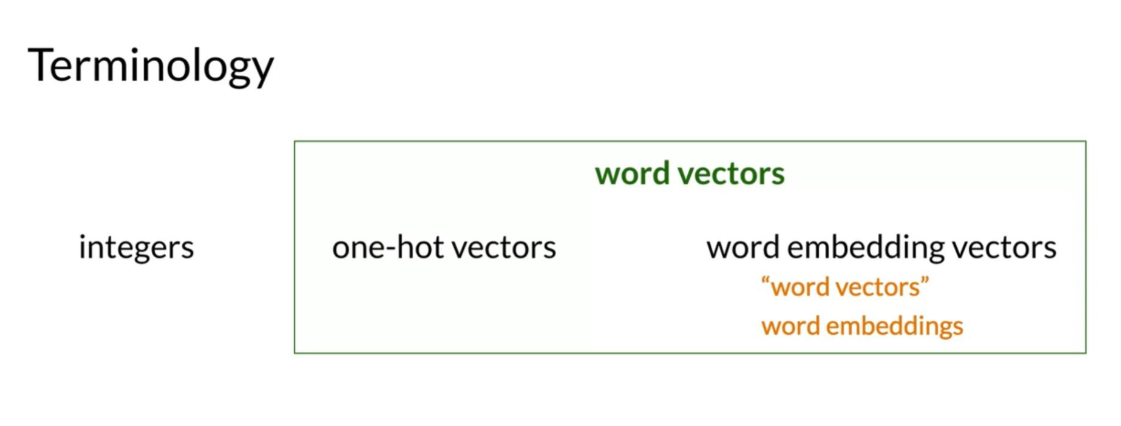 Terminology
word vectors
integers
one-hot vectors
word embedding vectors
“word vectors”
word embeddings